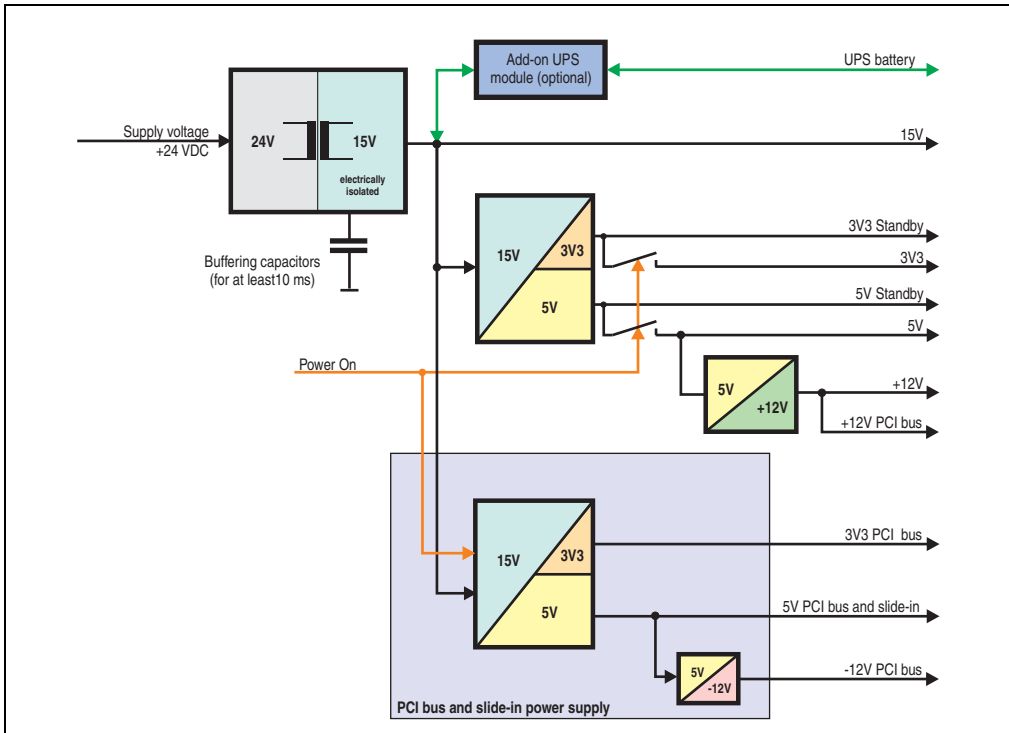 Add-on UPS
module (optional)
UPS battery
Supply voltage
+24 VDC
24V
15V
electrically
isolated
15V
Buffering capacitors
(for at least10 ms)
15V
3V3
5V
3V3 Standby
3V3
5V Standby
5V
Power On
5V
+12V
+12V
+12V PCI bus
15V
3V3
5V
3V3 PCI bus
5V PCI bus and slide-in
5V
-12V
-12V PCI bus
PCI bus and slide-in power supply